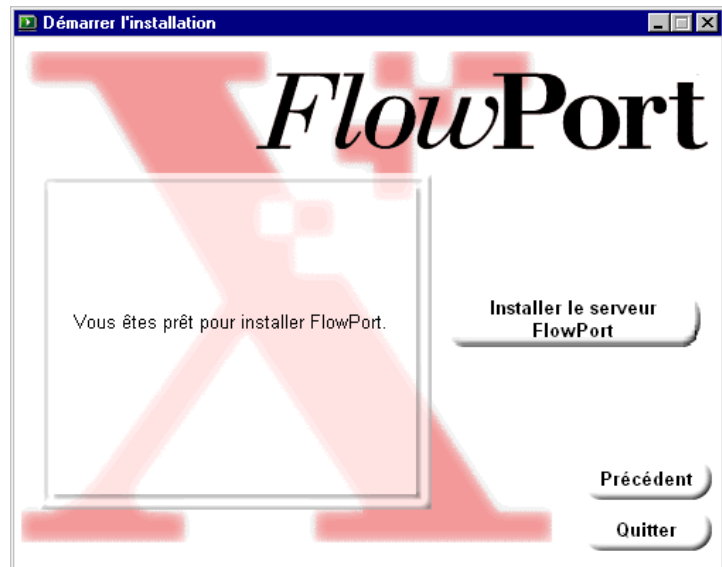 Démarrer l'installation
FlowPort
Vous êtes prêt pour installer FlowPort.
Installer le serveur
FlowPort
Précédent
Quitter